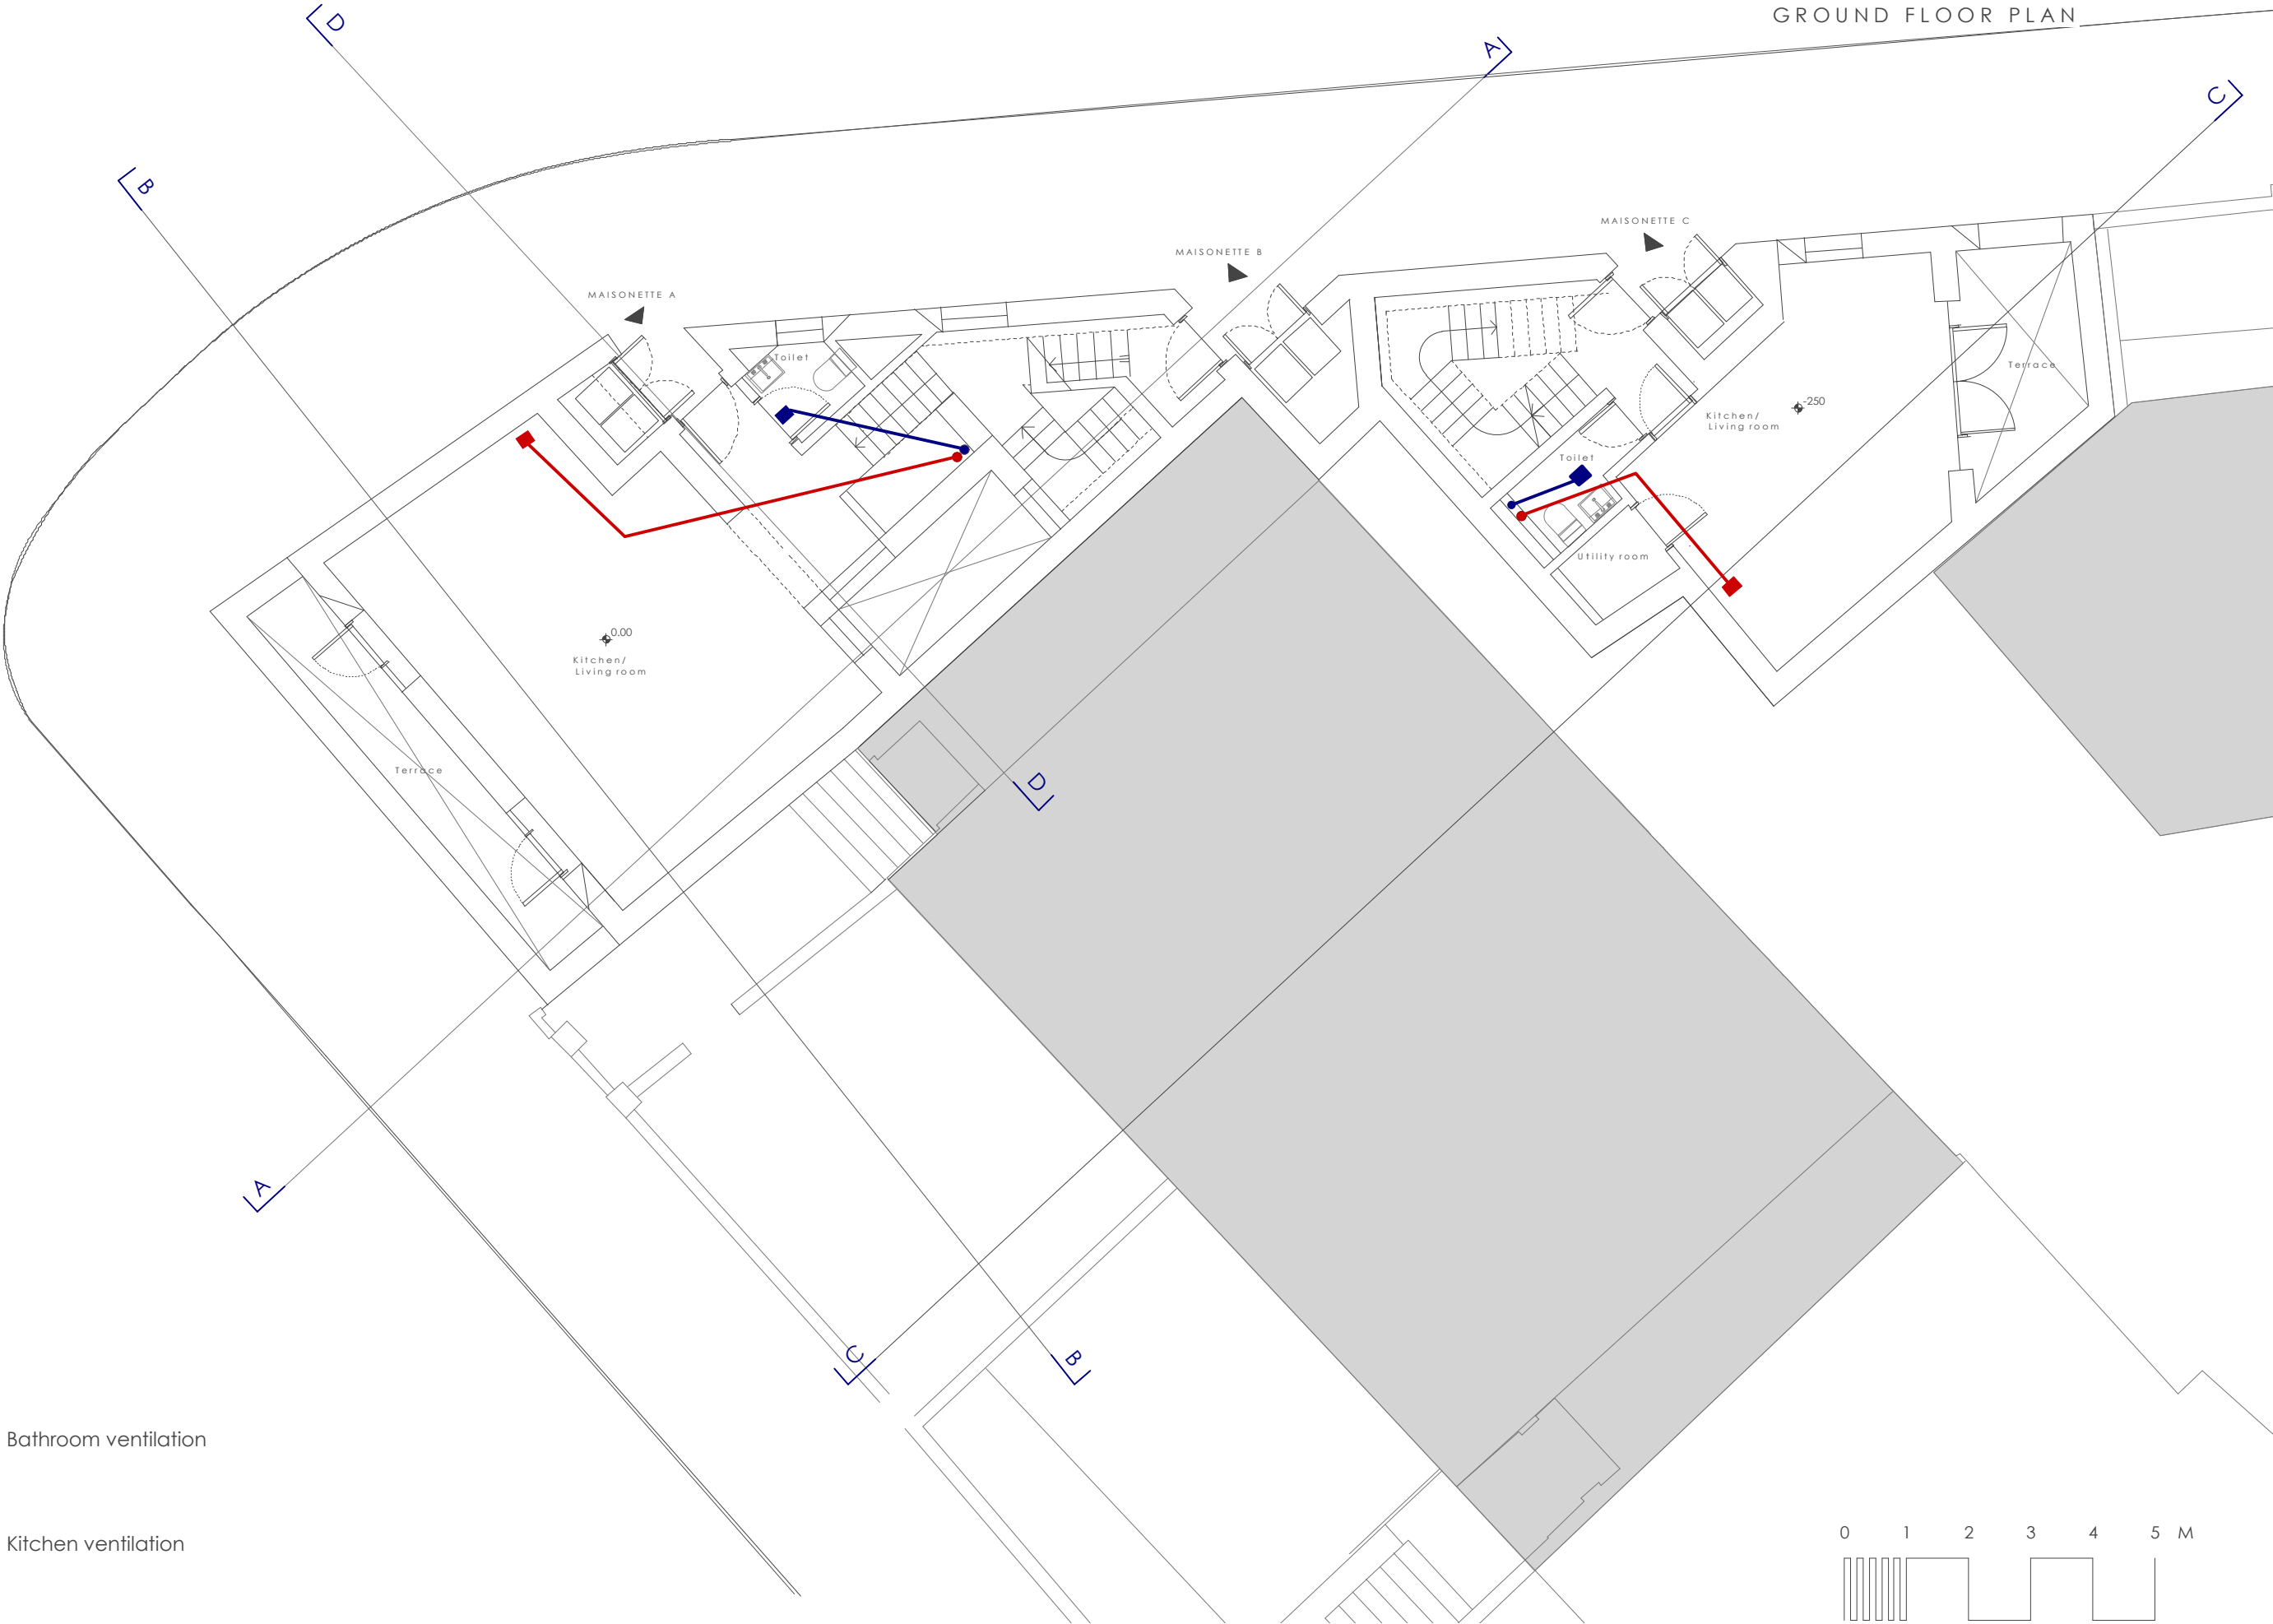 GROUND FLOOR PLAN
D
A
C
B
MAISONETTE C
MAISONETTE B
MAISONETTE A
Toilet
Terrace
-250
Kitchen/
Living room
Toilet
Utility room
0.00
Kitchen/
Living room
Terrace
D
A
C
B
Bathroom ventilation
Kitchen ventilation
0 1 2 3 4 5 M